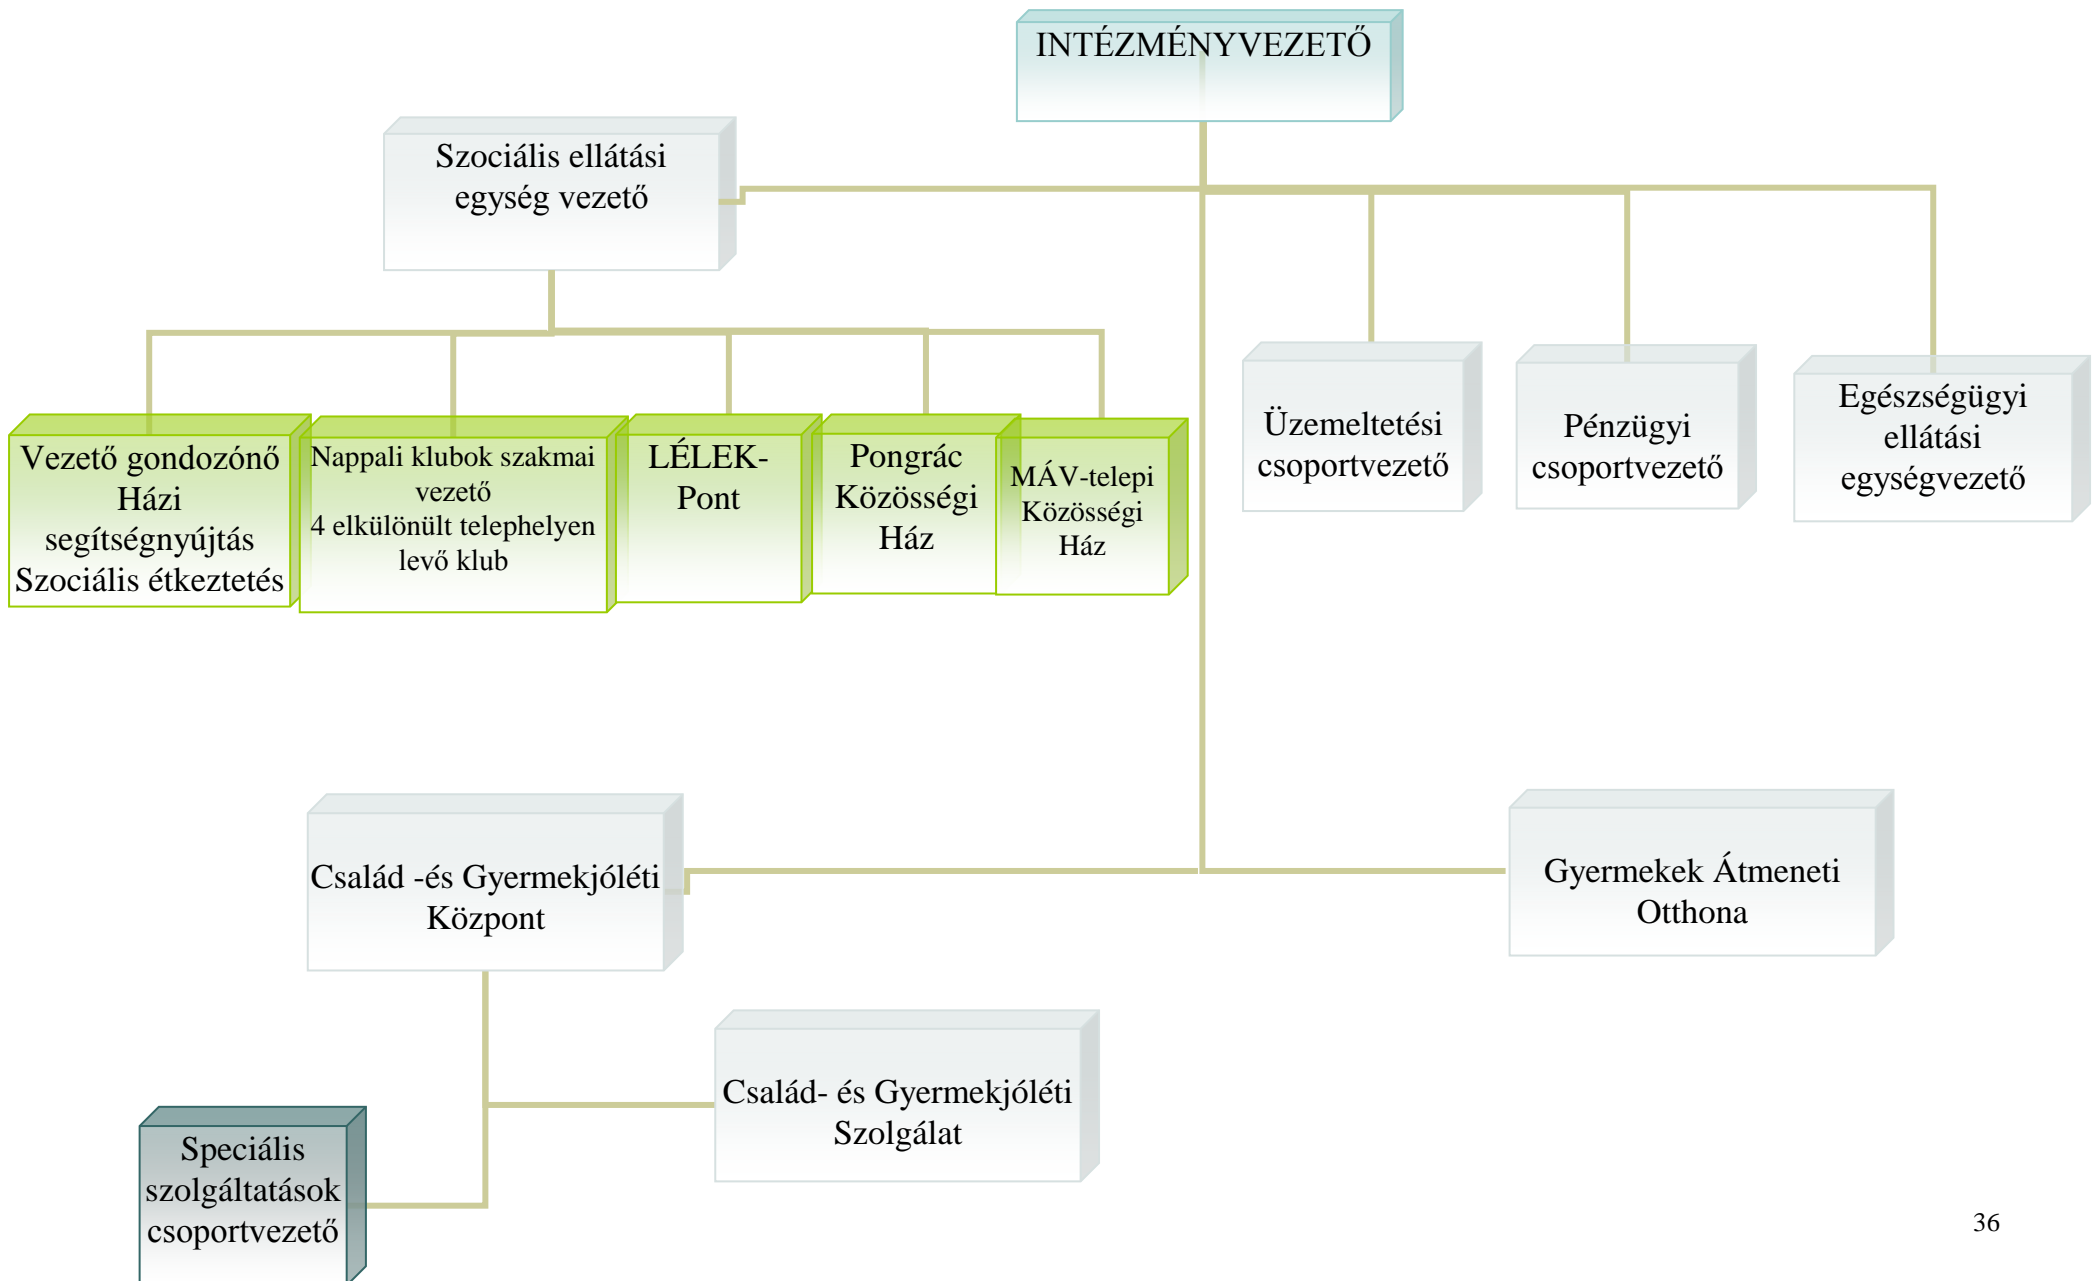 INTÉZMÉNYVEZETŐ
Szociális ellátási
egység vezető
Vezető gondozónő
Házi
segítségnyújtás
Szociális étkeztetés
Nappali klubok szakmai
vezető
4 elkülönült telephelyen
levő klub
LÉLEK-
Pont
Pongrác
Közösségi
Ház
MÁV-telepi
Közösségi
Ház
Üzemeltetési
csoportvezető
Pénzügyi
csoportvezető
Egészségügyi
ellátási
egységvezető
Család -és Gyermekjóléti
Központ
Gyermekek Átmeneti
Otthona
Család- és Gyermekjóléti
Szolgálat
Speciális
szolgáltatások
csoportvezető
36